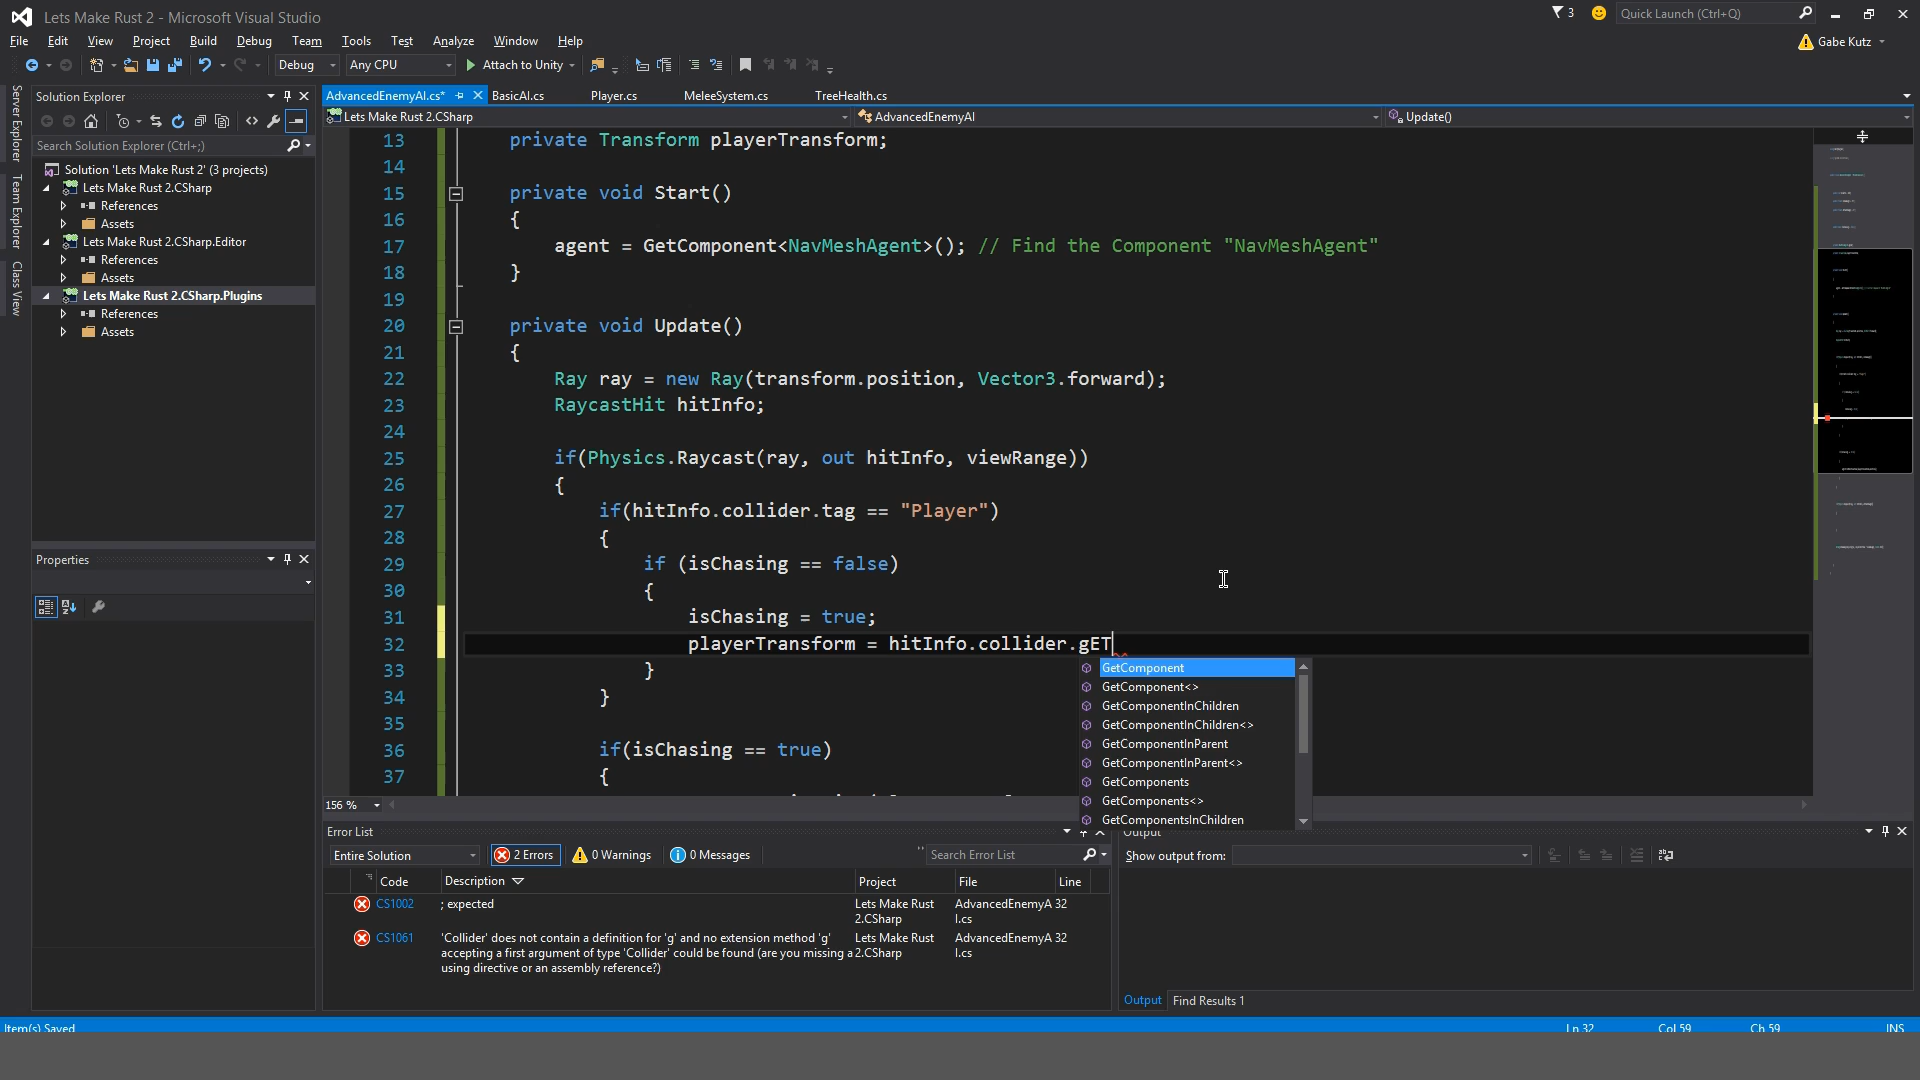 Lets Make Rust 2 - Microsoft Visual Studio
3
Quick Launch (Ctrl+Q)
File Edit View Project Build Debug Team Tools Test Analyze Window Help
Gabe Kutz
Debug Any CPU Attach to Unity
Server Explorer
Team Explorer
Class View
Solution Explorer
Search Solution Explorer (Ctrl+;)
Solution 'Lets Make Rust 2' (3 projects)
Lets Make Rust 2.CSharp
References
Assets
Lets Make Rust 2.CSharp.Editor
References
Assets
Lets Make Rust 2.CSharp.Plugins
References
Assets
Properties
AdvancedEnemyAI.cs* BasicAI.cs Player.cs MeleeSystem.cs TreeHealth.cs
Lets Make Rust 2.CSharp AdvancedEnemyAI Update()
13 private Transform playerTransform;
14
15 private void Start()
16 {
17 agent = GetComponent<NavMeshAgent>(); // Find the Component "NavMeshAgent"
18 }
19
20 private void Update()
21 {
22 Ray ray = new Ray(transform.position, Vector3.forward);
23 RaycastHit hitInfo;
24
25 if(Physics.Raycast(ray, out hitInfo, viewRange))
26 {
27 if(hitInfo.collider.tag == "Player")
28 {
29 if (isChasing == false)
30 {
31 isChasing = true;
32 playerTransform = hitInfo.collider.gET
33 }
34 }
35
36 if(isChasing == true)
37 {
GetComponent
GetComponent<>
GetComponentInChildren
GetComponentInChildren<>
GetComponentInParent
GetComponentInParent<>
GetComponents
GetComponents<>
GetComponentsInChildren
156 %
Error List
Entire Solution 2 Errors 0 Warnings 0 Messages Search Error List
Code Description Project File Line
CS1002 ; expected Lets Make Rust AdvancedEnemyA 32
2.CSharp I.cs
CS1061 'Collider' does not contain a definition for 'g' and no extension method 'g' Lets Make Rust AdvancedEnemyA 32
accepting a first argument of type 'Collider' could be found (are you missing a 2.CSharp I.cs
using directive or an assembly reference?)
Output
Show output from:
Output Find Results 1
Item(s) Saved Ln 32 Col 59 Ch 59 INS